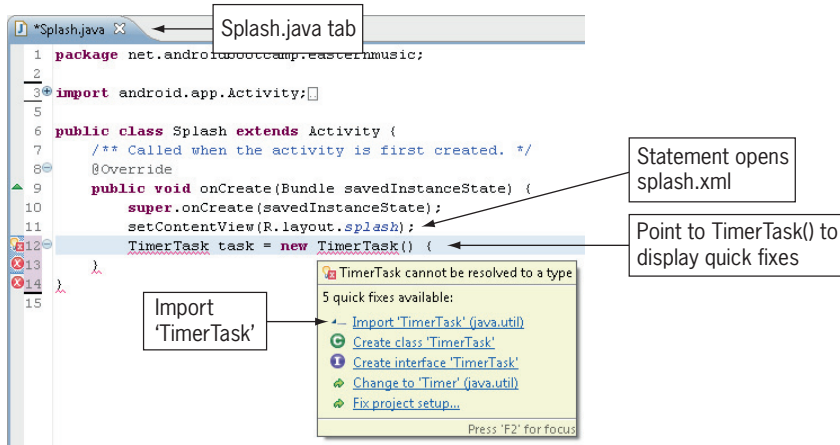 *Splash.java
Splash.java tab
1 package net.androidbootcamp.easternmusic;
2
3 import android.app.Activity;
5
6 public class Splash extends Activity {
7 /** Called when the activity is first created. */
8 @Override
9 public void onCreate(Bundle savedInstanceState) {
10 super.onCreate(savedInstanceState);
11 setContentView(R.layout.splash);
12 TimerTask task = new TimerTask() {
13 }
14 }
15
Statement opens
splash.xml
Point to TimerTask() to
display quick fixes
Import
‘TimerTask’
TimerTask cannot be resolved to a type
5 quick fixes available:
Import 'TimerTask' (java.util)
Create class 'TimerTask'
Create interface 'TimerTask'
Change to 'Timer' (java.util)
Fix project setup...
Press 'F2' for focus